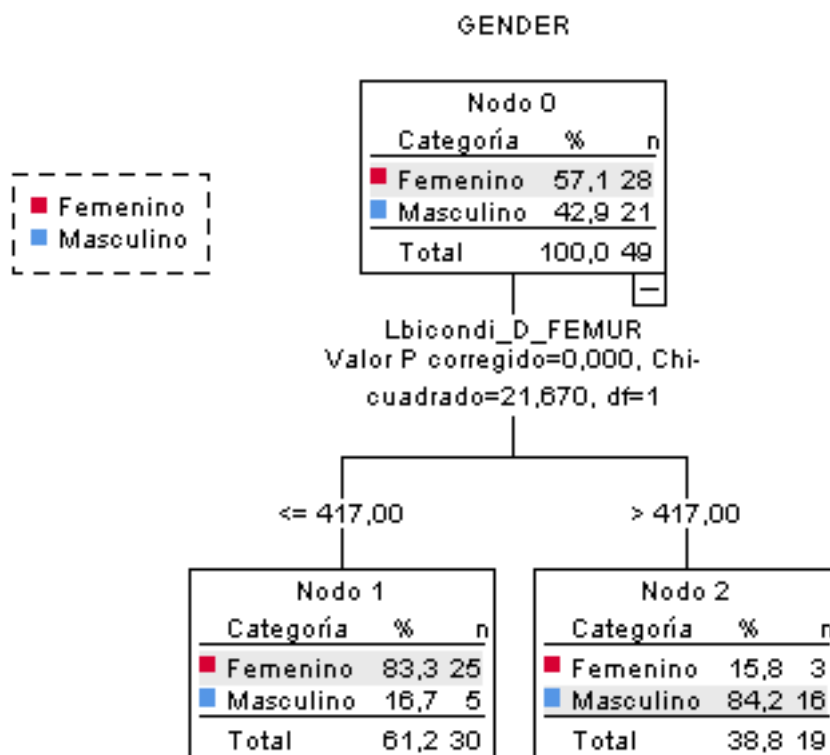 GENDER
Femenino
Masculino
Nodo 0
Categoría % n
Femenino 57,1 28
Masculino 42,9 21
Total 100,0 49
Lbicondi_D_FEMUR
Valor P corregido=0,000, Chi-
cuadrado=21,670, df=1
<= 417,00
> 417,00
Nodo 1
Categoría % n
Femenino 83,3 25
Masculino 16,7 5
Total 61,2 30
Nodo 2
Categoría % n
Femenino 15,8 3
Masculino 84,2 16
Total 38,8 19